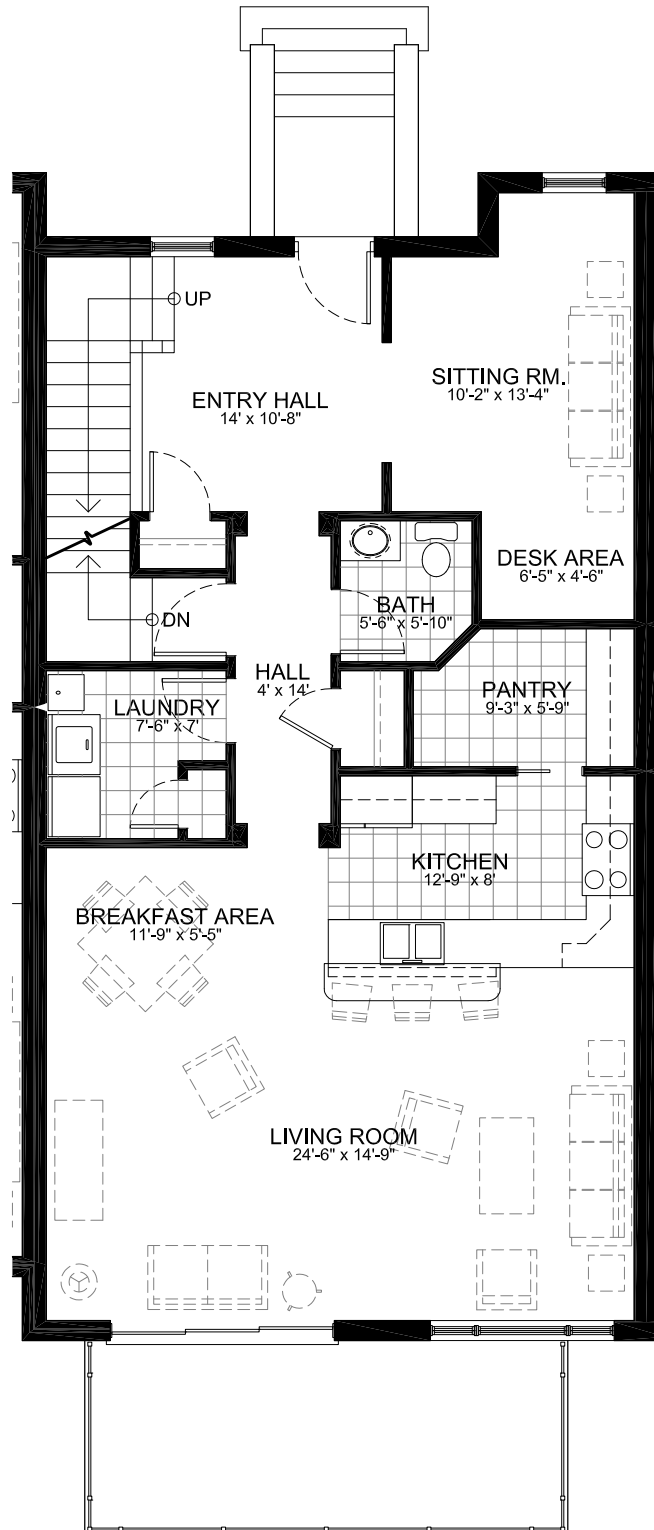 UP
ENTRY HALL
14' x 10'-8"
SITTING RM.
10'-2" x 13'-4"
DESK AREA
6'-5" x 4'-6"
BATH
5'-6" x 5'-10"
DN
HALL
4' x 14'
LAUNDRY
7'-6" x 7'
PANTRY
9'-3" x 5'-9"
KITCHEN
12'-9" x 8'
BREAKFAST AREA
11'-9" x 5'-5"
LIVING ROOM
24'-6" x 14'-9"